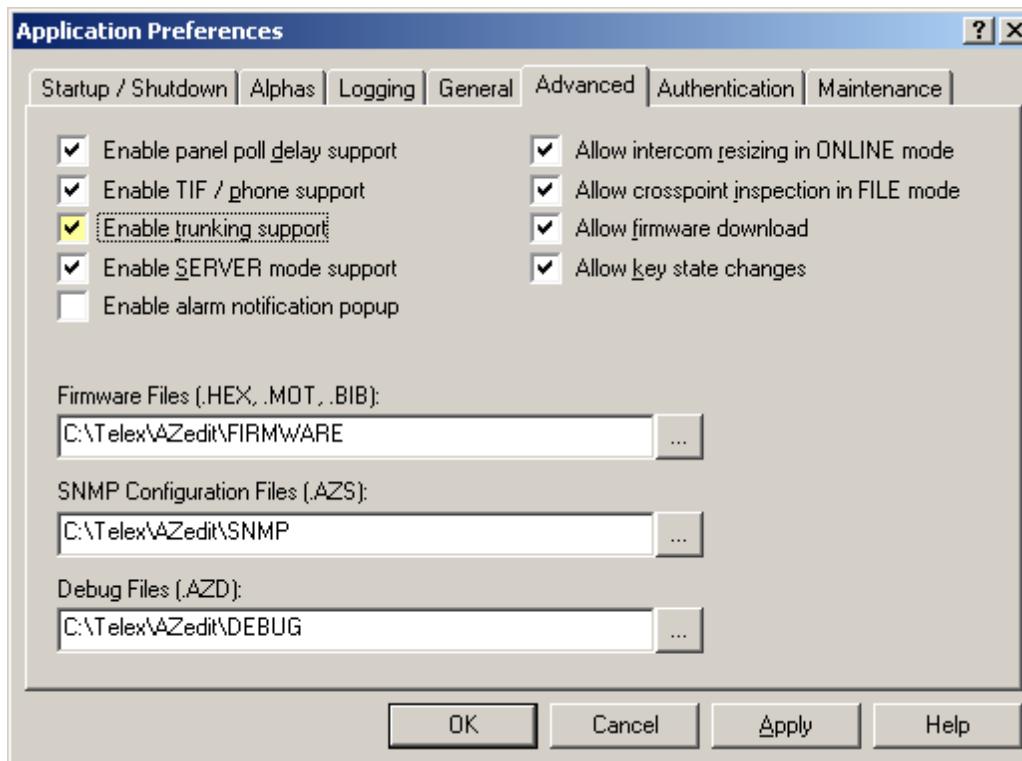 Application Preferences
Startup / Shutdown Alphas Logging General Advanced Authentication Maintenance
Enable panel poll delay support
Enable TIF / phone support
Enable trunking support
Enable SERVER mode support
Enable alarm notification popup
Allow intercom resizing in ONLINE mode
Allow crosspoint inspection in FILE mode
Allow firmware download
Allow key state changes
Firmware Files (.HEX, .MOT, .BIB):
C:\Telex\AZedit\FIRMWARE ...
SNMP Configuration Files (.AZS):
C:\Telex\AZedit\SNMP ...
Debug Files (.AZD):
C:\Telex\AZedit\DEBUG ...
OK Cancel Apply Help